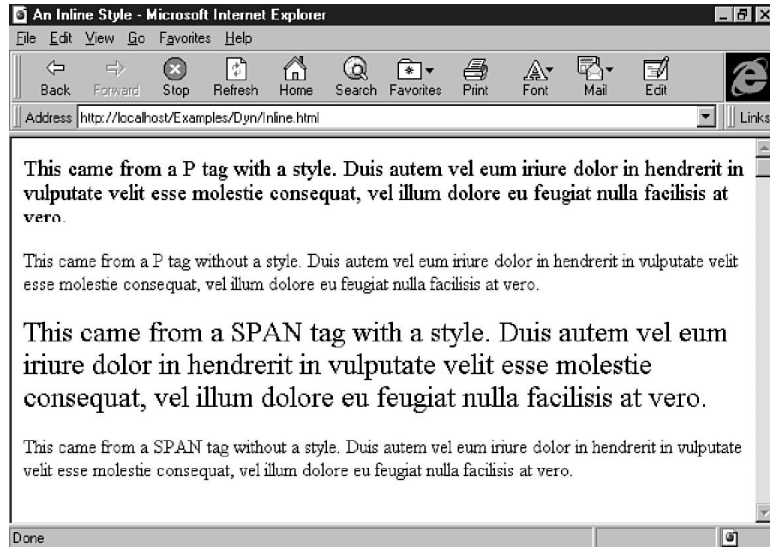 An Inline Style - Microsoft Internet Explorer
File Edit View Go Favorites Help
Back Forward Stop Refresh Home Search Favorites Print Font Mail Edit
Address http://localhost/Examples/Dyn/Inline.html Links
This came from a P tag with a style. Duis autem vel eum iriure dolor in hendrerit in
vulputate velit esse molestie consequat, vel illum dolore eu feugiat nulla facilisis at
vero.
This came from a P tag without a style. Duis autem vel eum iriure dolor in hendrerit in vulputate velit
esse molestie consequat, vel illum dolore eu feugiat nulla facilisis at vero.
This came from a SPAN tag with a style. Duis autem vel eum
iriure dolor in hendrerit in vulputate velit esse molestie
consequat, vel illum dolore eu feugiat nulla facilisis at vero.
This came from a SPAN tag without a style. Duis autem vel eum iriure dolor in hendrerit in vulputate
velit esse molestie consequat, vel illum dolore eu feugiat nulla facilisis at vero.
Done